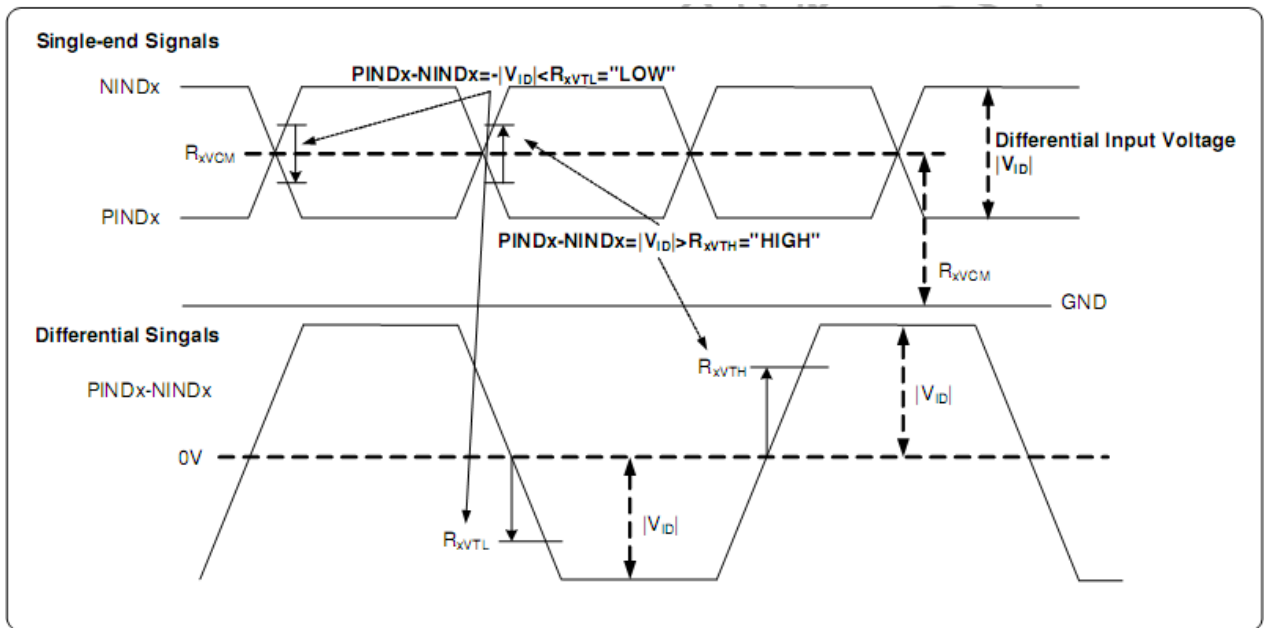 Single-end Signals
PINDx-NINDx=-|VID|<RxVTL="LOW"
NINDx
RxVCM
Differential Input Voltage
|VID|
PINDx
PINDx-NINDx=|VID|>RxVTH="HIGH"
RxVCM
GND
Differential Singals
PINDx-NINDx
RxVTH
|VID|
0V
RxVTL
|VID|